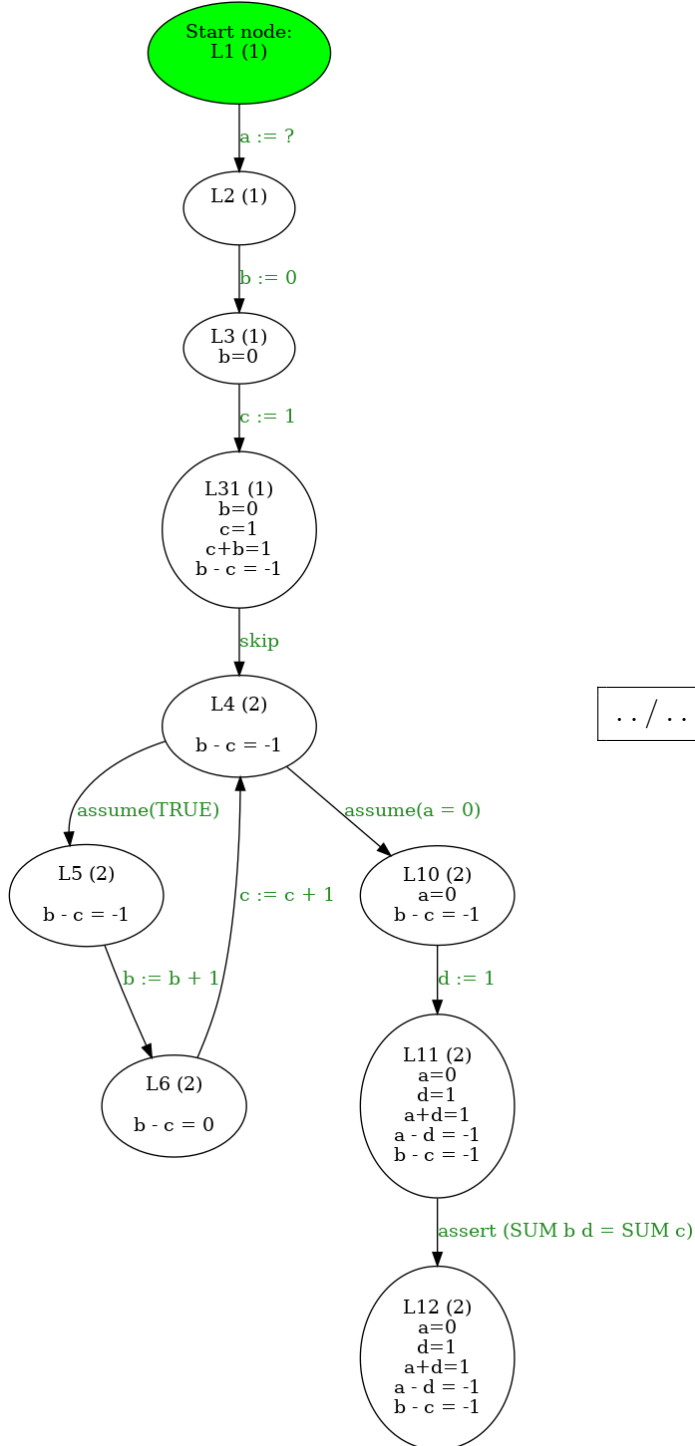 Start node:
L1 (1)
a := ?
L2 (1)
b := 0
L3 (1)
b=0
c := 1
L31 (1)
b=0
c=1
c+b=1
b - c = -1
skip
L4 (2)
b - c = -1
../..
assume(TRUE)
assume(a = 0)
L5 (2)
b - c = -1
c := c + 1
L10 (2)
a=0
b - c = -1
b := b + 1
d := 1
L6 (2)
b - c = 0
L11 (2)
a=0
d=1
a+d=1
a - d = -1
b - c = -1
assert (SUM b d = SUM c)
L12 (2)
a=0
d=1
a+d=1
a - d = -1
b - c = -1